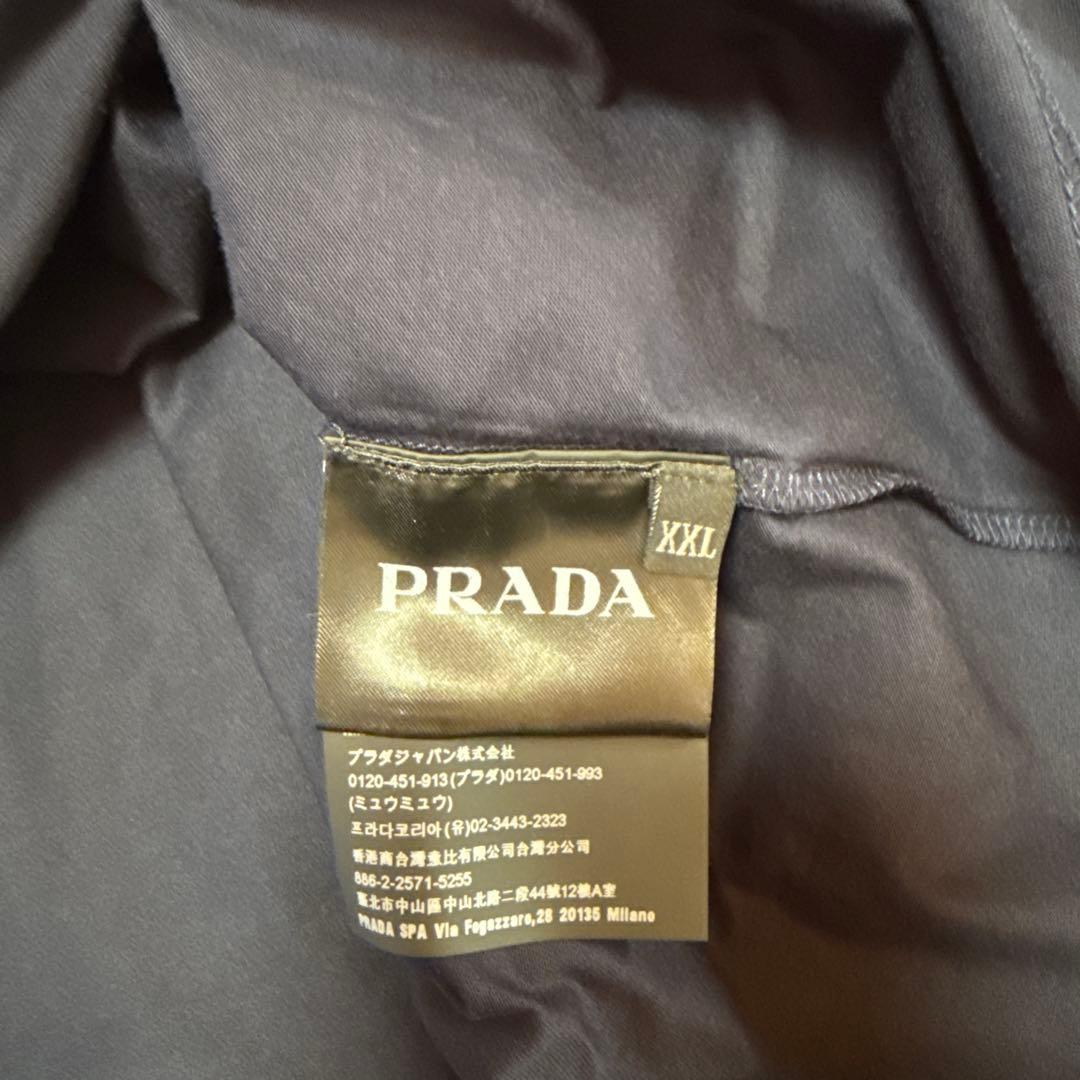 XXL
PRADA
プラダジャパン株式会社
0120-451-913(プラダ)0120-451-993
(ミュウミュウ)
프라다코리아(유)02-3443-2323
香港商台灣惫比有限公司台灣分公司
886-2-2571-5255
臺北市中山區中山北路二段44號12樓A室
PRADA SPA Via Fogazzaro,28 20135 Milano